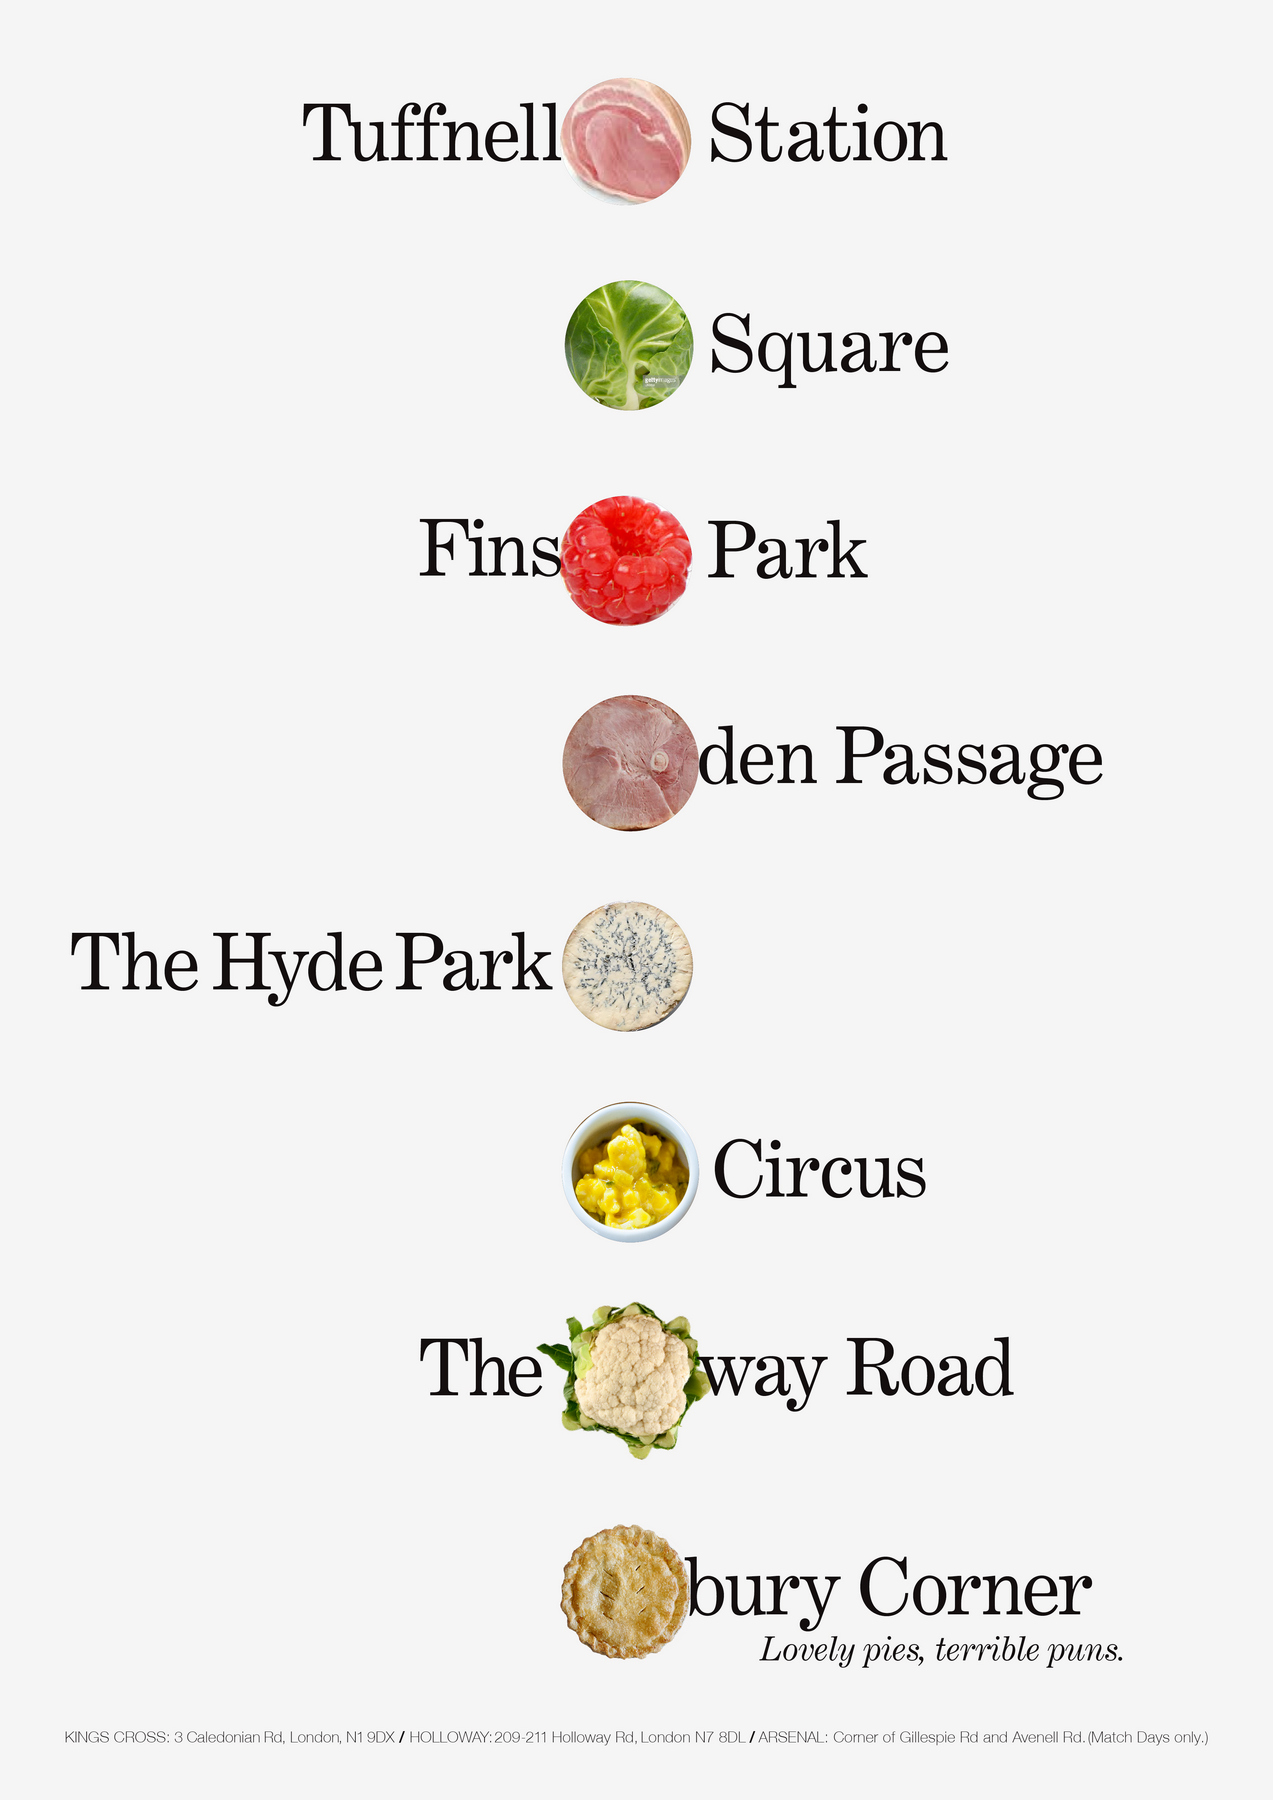 Tuffnell Station
Square
gettyimages
Fins Park
den Passage
The Hyde Park
Circus
The way Road
bury Corner
Lovely pies, terrible puns.
KINGS CROSS: 3 Caledonian Rd, London, N1 9DX / HOLLOWAY: 209-211 Holloway Rd, London N7 8DL / ARSENAL: Corner of Gillespie Rd and Avenell Rd. (Match Days only.)